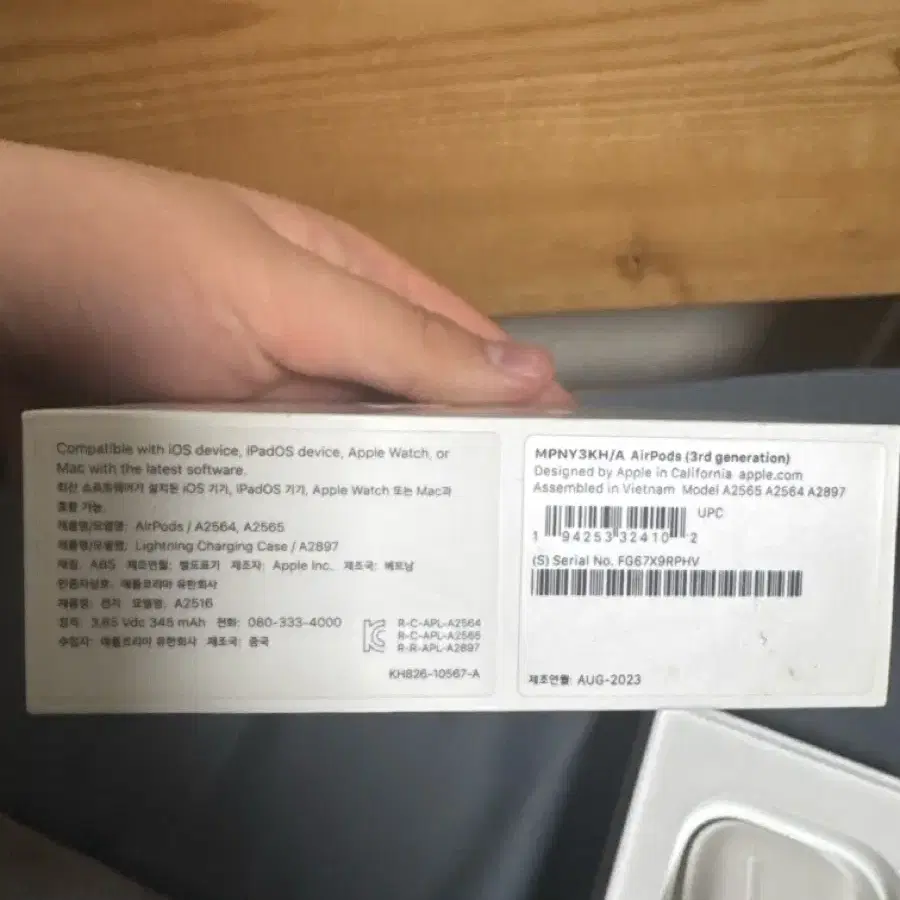 Compatible with iOS device, iPadOS device, Apple Watch, or
Mac with the latest software.
최신 소프트웨어가 설치된 iOS 기기, iPadOS 기기, Apple Watch 또는 Mac과
호환 가능.
제품명/모델명: AirPods / A2564, A2565
제품명/모델명: Lightning Charging Case / A2897
재질: ABS 제조연월: 별도표기 제조자: Apple Inc. 제조국: 베트남
인증자상호: 애플코리아 유한회사
제품명: 전지 모델명: A2516
정격: 3.85 Vdc 345 mAh 전화: 080-333-4000
수입자: 애플코리아 유한회사 제조국: 중국
R-C-APL-A2564
R-C-APL-A2565
R-R-APL-A2897
KH826-10567-A
MPNY3KH/A AirPods (3rd generation)
Designed by Apple in California apple.com
Assembled in Vietnam Model A2565 A2564 A2897
UPC
1 94253 32410 2
(S) Serial No. FG67X9RPHV
제조연월: AUG-2023